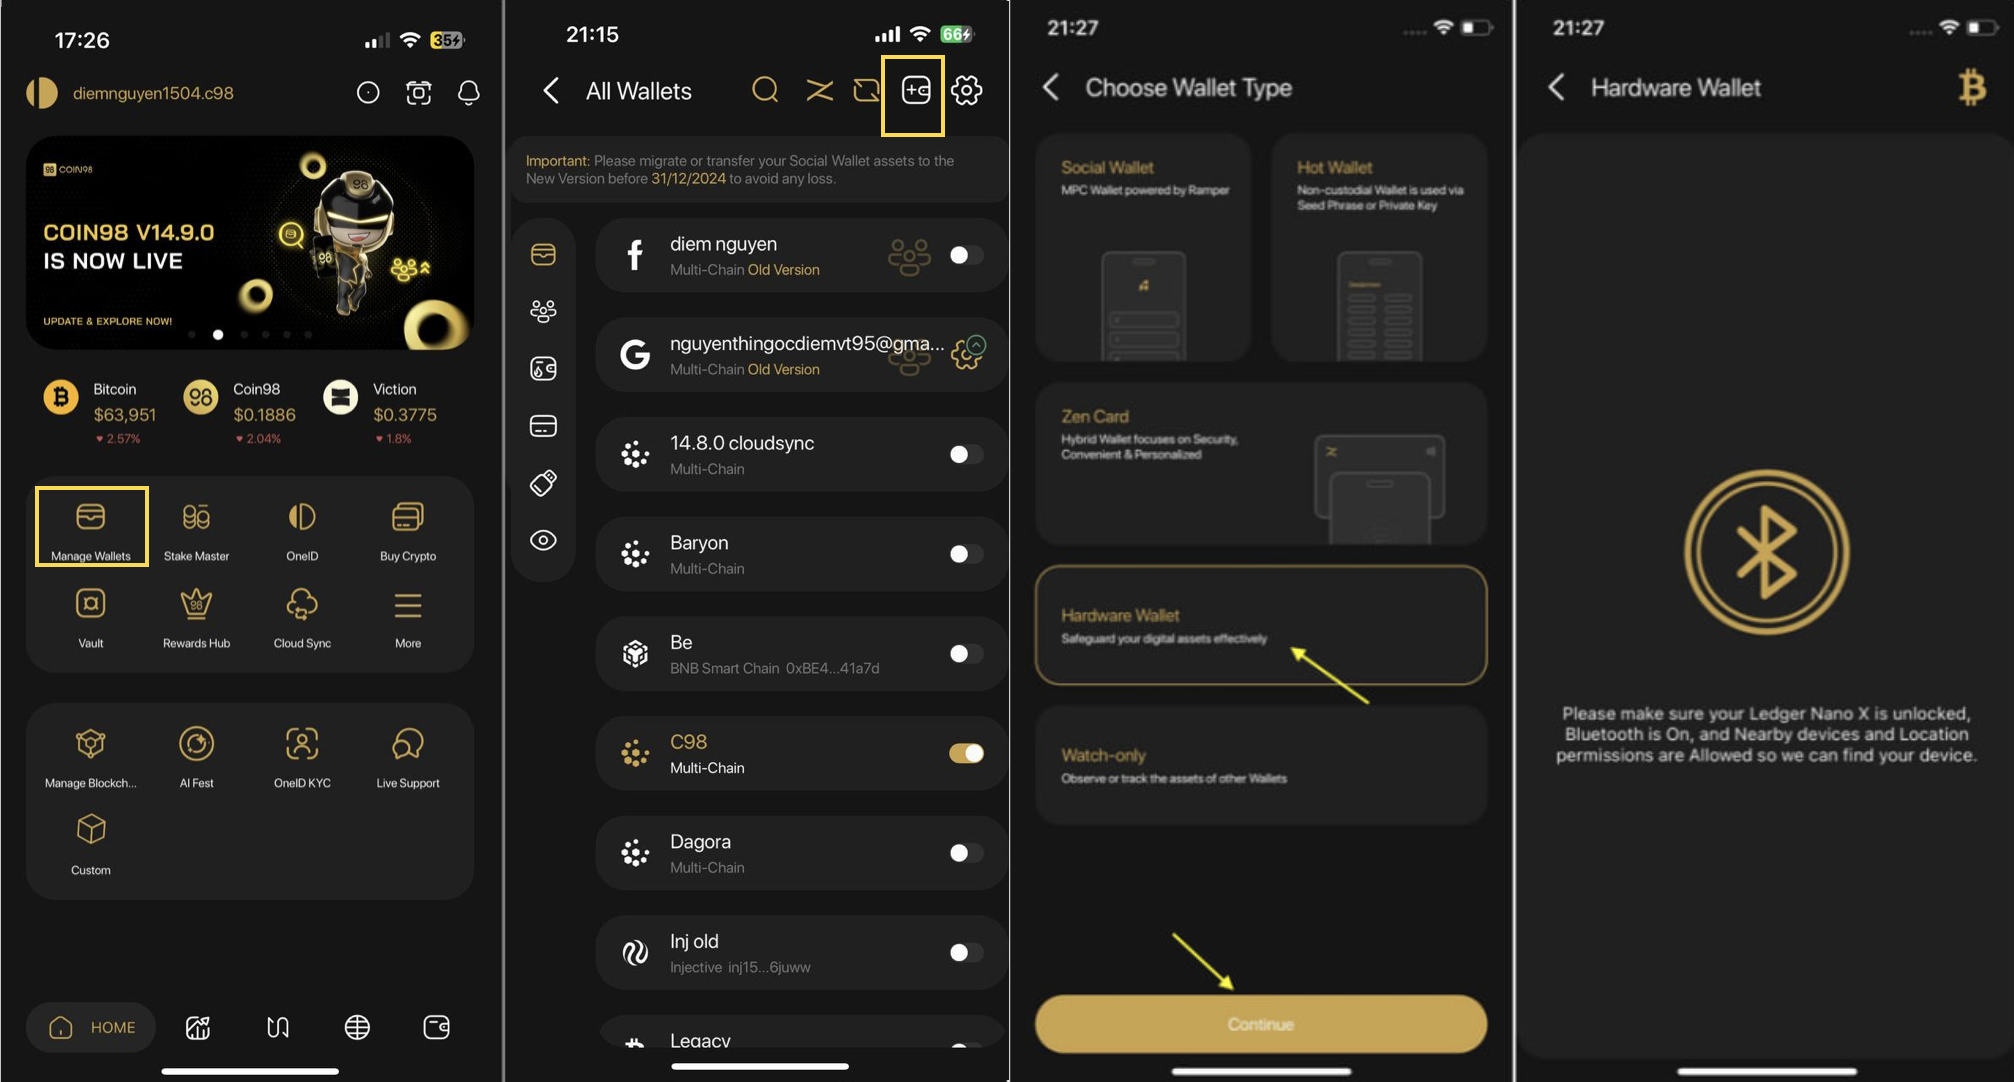 17:26
35
diemnguyen1504.c98
98 COIN98
COIN98 V14.9.0
IS NOW LIVE
UPDATE & EXPLORE NOW!
Bitcoin
$63,951
2.57%
Coin98
$0.1886
2.04%
Viction
$0.3775
1.8%
Manage Wallets
Stake Master
OneID
Buy Crypto
Vault
Rewards Hub
Cloud Sync
More
Manage Blockch...
AI Fest
OneID KYC
Live Support
Custom
HOME
21:15
66
All Wallets
Important: Please migrate or transfer your Social Wallet assets to the
New Version before 31/12/2024 to avoid any loss.
diem nguyen
Multi-Chain Old Version
nguyenthingocdiemvt95@gma...
Multi-Chain Old Version
14.8.0 cloudsync
Multi-Chain
Baryon
Multi-Chain
Be
BNB Smart Chain 0xBE4...41a7d
C98
Multi-Chain
Dagora
Multi-Chain
Inj old
Injective inj15...6juww
Legacy
21:27
Choose Wallet Type
Social Wallet
MPC Wallet powered by Ramper
Hot Wallet
Non-custodial Wallet is used via
Seed Phrase or Private Key
Zen Card
Hybrid Wallet focuses on Security,
Convenient & Personalized
Hardware Wallet
Safeguard your digital assets effectively
Watch-only
Observe or track the assets of other Wallets
Continue
21:27
Hardware Wallet
Please make sure your Ledger Nano X is unlocked,
Bluetooth is On, and Nearby devices and Location
permissions are Allowed so we can find your device.